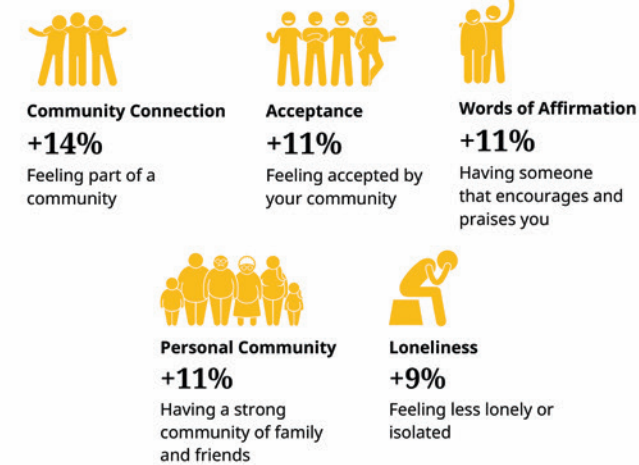 Community Connection
+14%
Feeling part of a
community
Acceptance
+11%
Feeling accepted by
your community
Words of Affirmation
+11%
Having someone
that encourages and
praises you
Personal Community
+11%
Having a strong
community of family
and friends
Loneliness
+9%
Feeling less lonely or
isolated